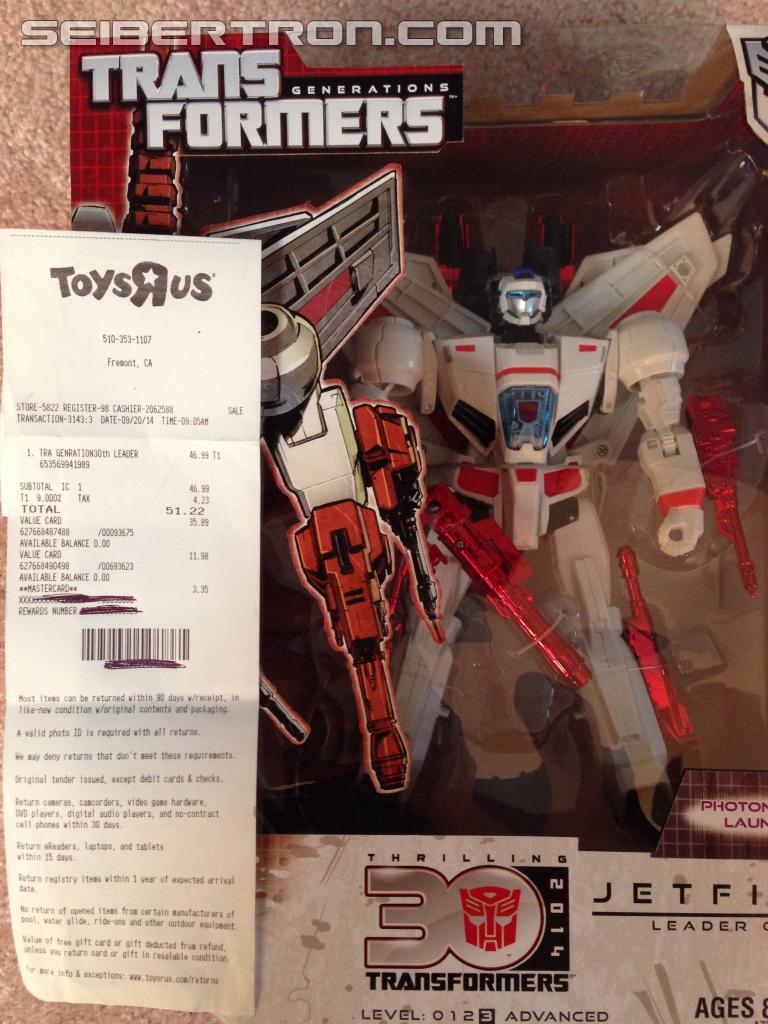 SEIBERTRON.com
TRANS
GENERATIONS
FORMERS
TOYS R US
510-353-1107
Fremont, CA
STORE-5822 REGISTER-98 CASHIER-2062588 SALE
TRANSACTION-3143:3 DATE-09/20/14 TIME-09:05AM
1. TRA GENRATION30th LEADER 46.99 T1
653569941989
SUBTOTAL IC 1 46.99
T1 9.000% TAX 4.23
TOTAL 51.22
VALUE CARD 35.89
627668487488 /00093675
AVAILABLE BALANCE 0.00
VALUE CARD 11.98
627668490498 /00693623
AVAILABLE BALANCE 0.00
**MASTERCARD** 3.35
REWARDS NUMBER
Most items can be returned within 90 days w/receipt, in
like-new condition w/original contents and packaging.
A valid photo ID is required with all returns.
We may deny returns that don't meet these requirements.
Original tender issued, except debit cards & checks.
Return cameras, camcorders, video game hardware,
DVD players, digital audio players, and no-contract
cell phones within 30 days.
Return eReaders, laptops, and tablets
within 15 days.
Return registry items within 1 year of expected arrival
date.
No return of opened items from certain manufacturers of
pool, water slide, ride-ons and other outdoor equipment.
Value of free gift card or gift deducted from refund,
unless you return card or gift in resalable condition.
For more info & exceptions: www.toysrus.com/returns
PHOTON
LAUN
THRILLING
30
2014
TRANSFORMERS
JETFI
LEADER C
LEVEL: 0 1 2 3 ADVANCED
AGES 8